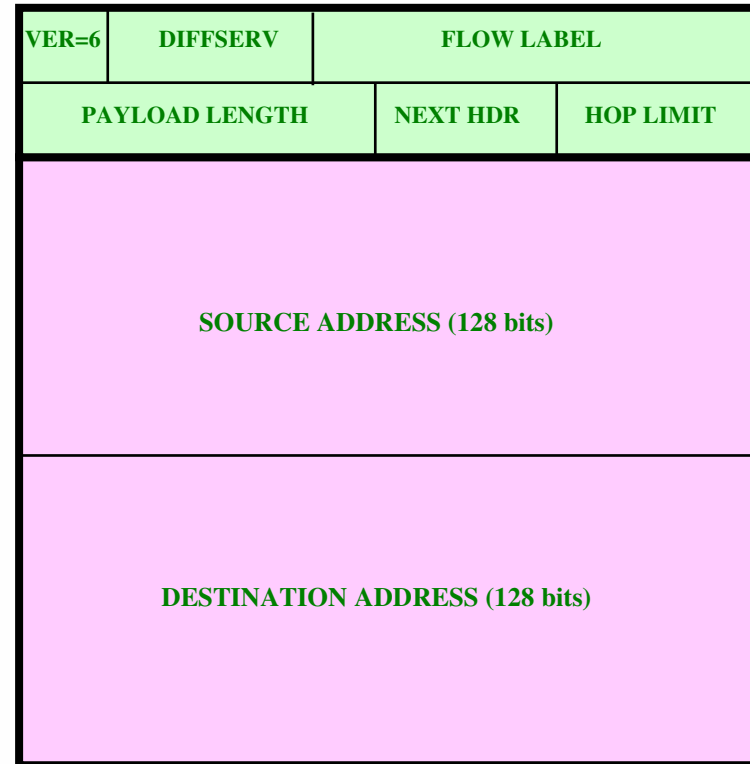 VER=6 DIFFSERV FLOW LABEL
PAYLOAD LENGTH NEXT HDR HOP LIMIT
SOURCE ADDRESS (128 bits)
DESTINATION ADDRESS (128 bits)